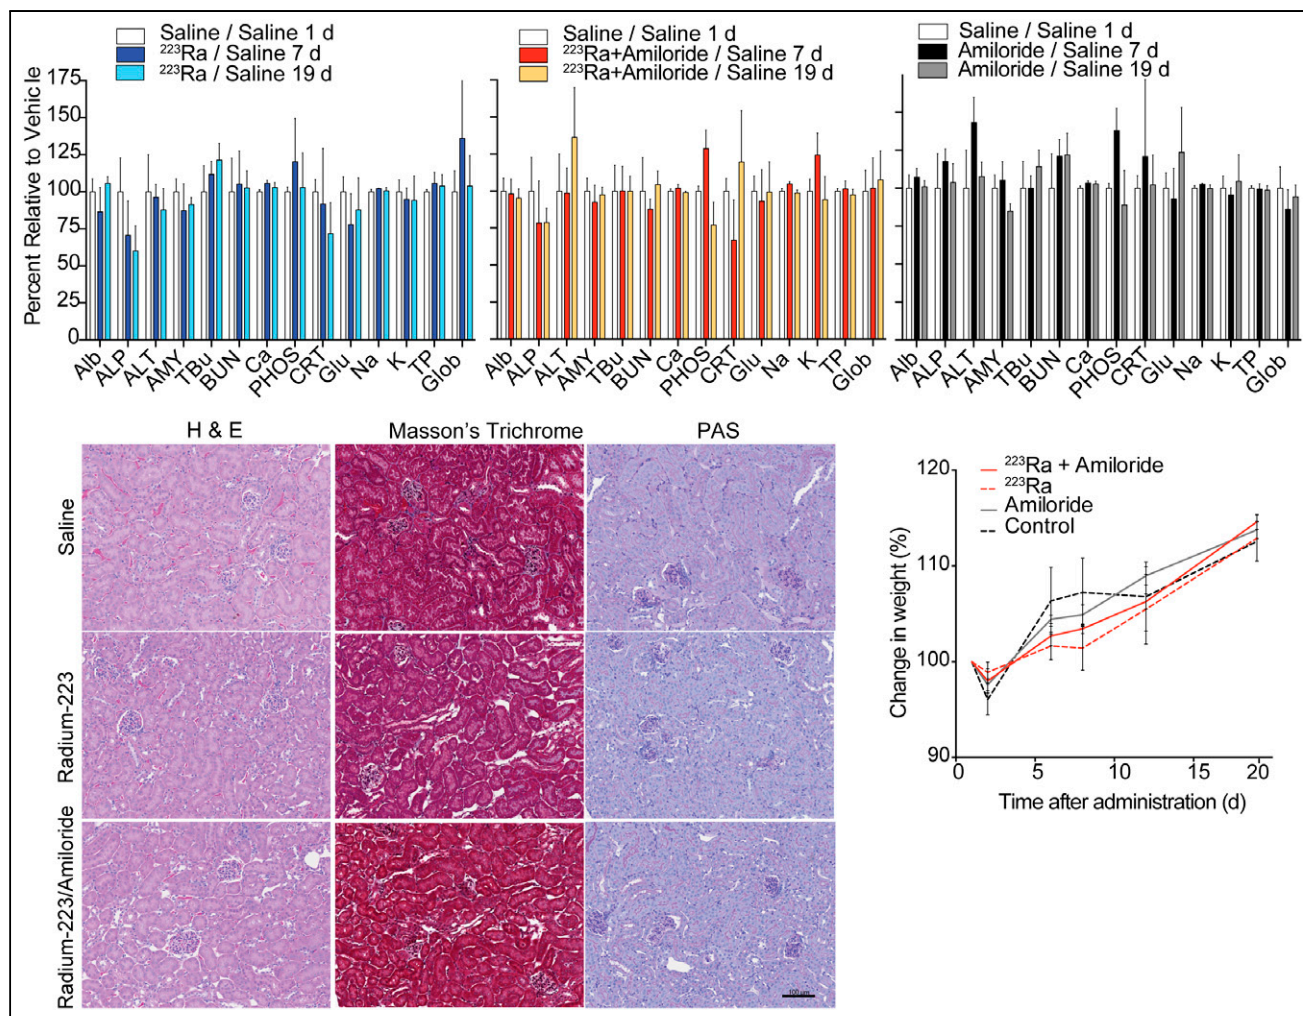 Saline / Saline 1 d
²²³Ra / Saline 7 d
²²³Ra / Saline 19 d
Saline / Saline 1 d
²²³Ra+Amiloride / Saline 7 d
²²³Ra+Amiloride / Saline 19 d
Saline / Saline 1 d
Amiloride / Saline 7 d
Amiloride / Saline 19 d
Percent Relative to Vehicle
175
150
125
100
75
50
25
0
Alb ALP ALT AMY TBu BUN Ca PHOS CRT Glu Na K TP Glob
Alb ALP ALT AMY TBu BUN Ca PHOS CRT Glu Na K TP Glob
Alb ALP ALT AMY TBu BUN Ca PHOS CRT Glu Na K TP Glob
H & E Masson's Trichrome PAS
Saline
Radium-223
Radium-223/Amiloride
100 µm
²²³Ra + Amiloride
²²³Ra
Amiloride
Control
Change in weight (%)
120
110
100
90
0 5 10 15 20
Time after administration (d)